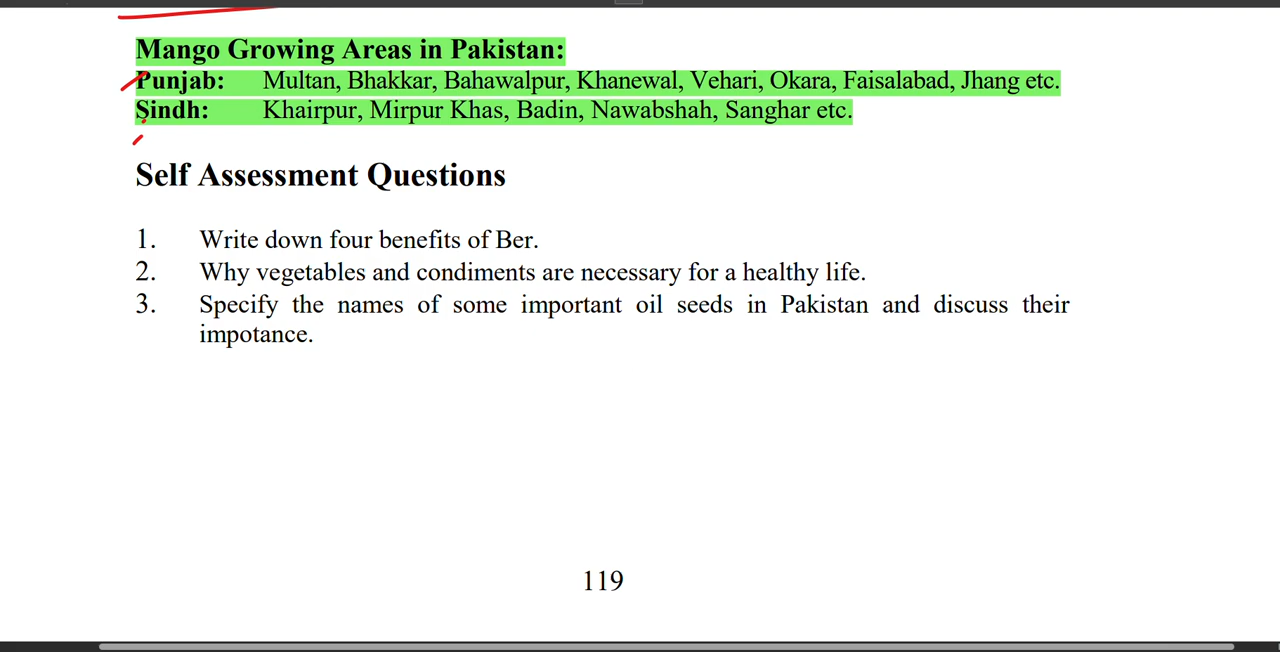 Mango Growing Areas in Pakistan:
Punjab: Multan, Bhakkar, Bahawalpur, Khanewal, Vehari, Okara, Faisalabad, Jhang etc.
Sindh: Khairpur, Mirpur Khas, Badin, Nawabshah, Sanghar etc.
Self Assessment Questions
1. Write down four benefits of Ber.
2. Why vegetables and condiments are necessary for a healthy life.
3. Specify the names of some important oil seeds in Pakistan and discuss their
impotance.
119